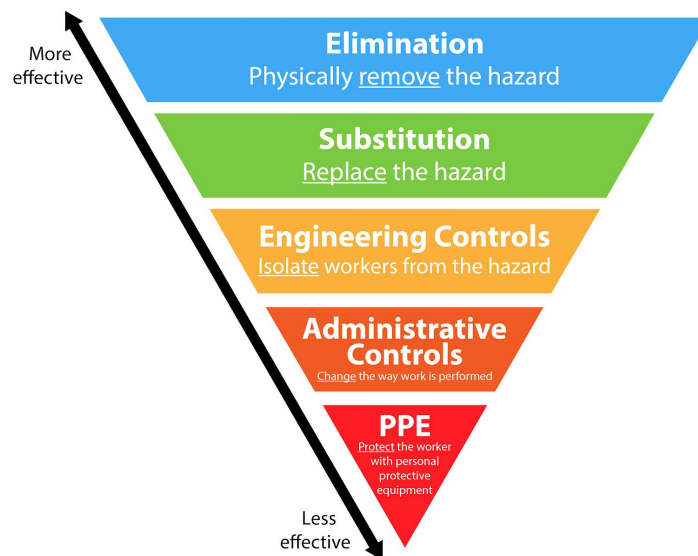 More
effective
Elimination
Physically remove the hazard
Substitution
Replace the hazard
Engineering Controls
Isolate workers from the hazard
Administrative
Controls
Change the way work is performed
PPE
Protect the worker
with personal
protective
equipment
Less
effective